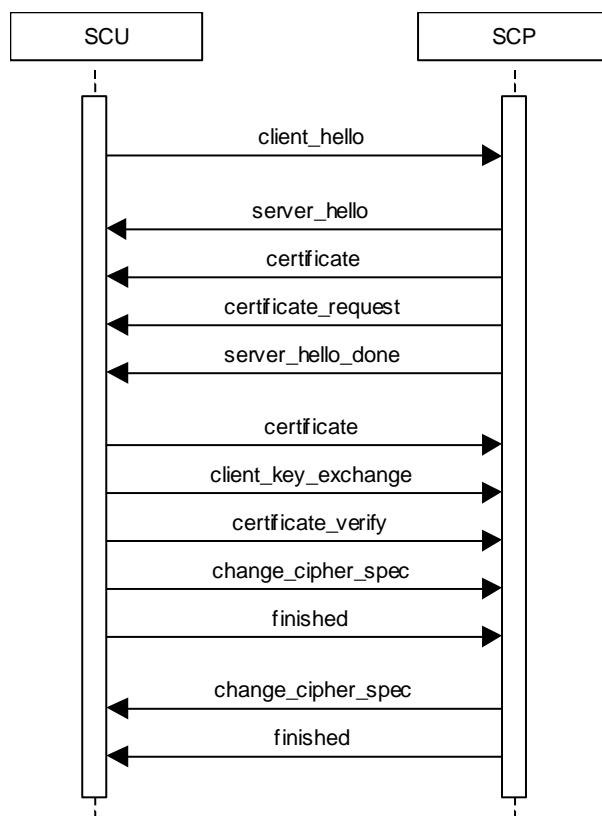 SCU
SCP
client_hello
server_hello
certificate
certificate_request
server_hello_done
certificate
client_key_exchange
certificate_verify
change_cipher_spec
finished
change_cipher_spec
finished